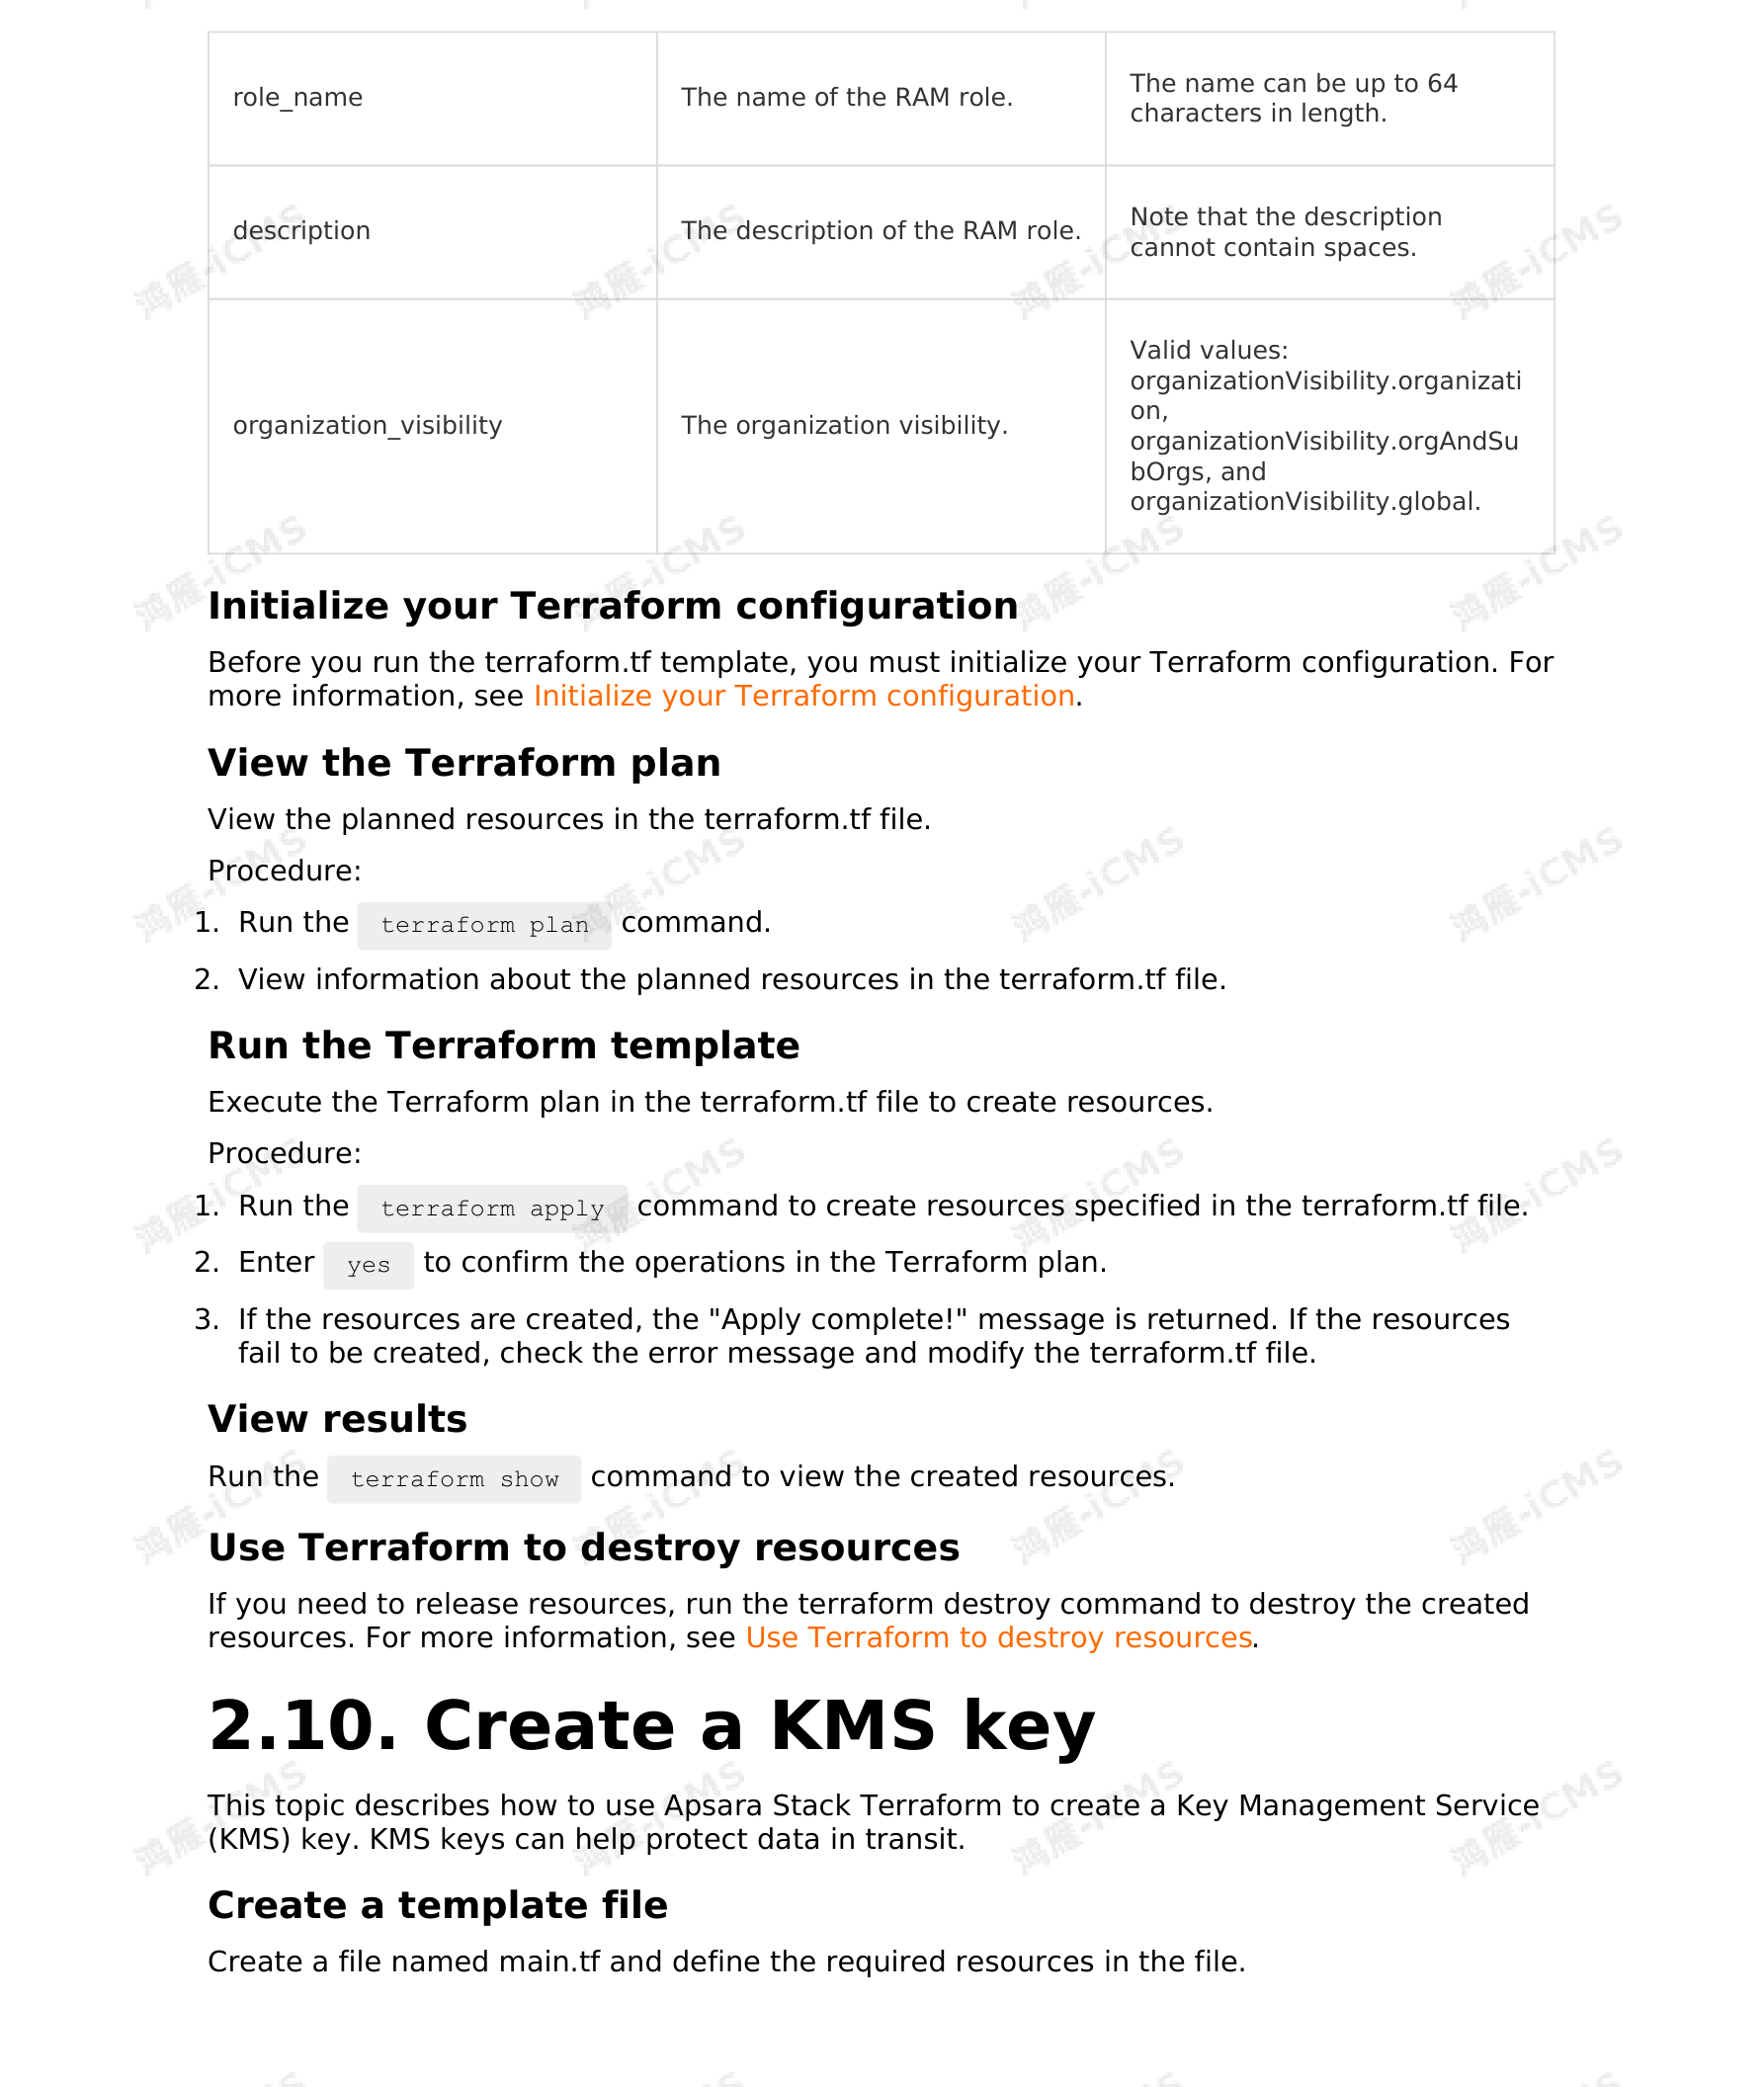 role_name
The name of the RAM role.
The name can be up to 64
characters in length.
description
The description of the RAM role.
Note that the description
cannot contain spaces.
organization_visibility
The organization visibility.
Valid values:
organizationVisibility.organizati
on,
organizationVisibility.orgAndSu
bOrgs, and
organizationVisibility.global.
Initialize your Terraform configuration
Before you run the terraform.tf template, you must initialize your Terraform configuration. For
more information, see Initialize your Terraform configuration.
View the Terraform plan
View the planned resources in the terraform.tf file.
Procedure:
1. Run the terraform plan command.
2. View information about the planned resources in the terraform.tf file.
Run the Terraform template
Execute the Terraform plan in the terraform.tf file to create resources.
Procedure:
1. Run the terraform apply command to create resources specified in the terraform.tf file.
2. Enter yes to confirm the operations in the Terraform plan.
3. If the resources are created, the "Apply complete!" message is returned. If the resources
fail to be created, check the error message and modify the terraform.tf file.
View results
Run the terraform show command to view the created resources.
Use Terraform to destroy resources
If you need to release resources, run the terraform destroy command to destroy the created
resources. For more information, see Use Terraform to destroy resources.
2.10. Create a KMS key
This topic describes how to use Apsara Stack Terraform to create a Key Management Service
(KMS) key. KMS keys can help protect data in transit.
Create a template file
Create a file named main.tf and define the required resources in the file.
鸿雁-iCMS